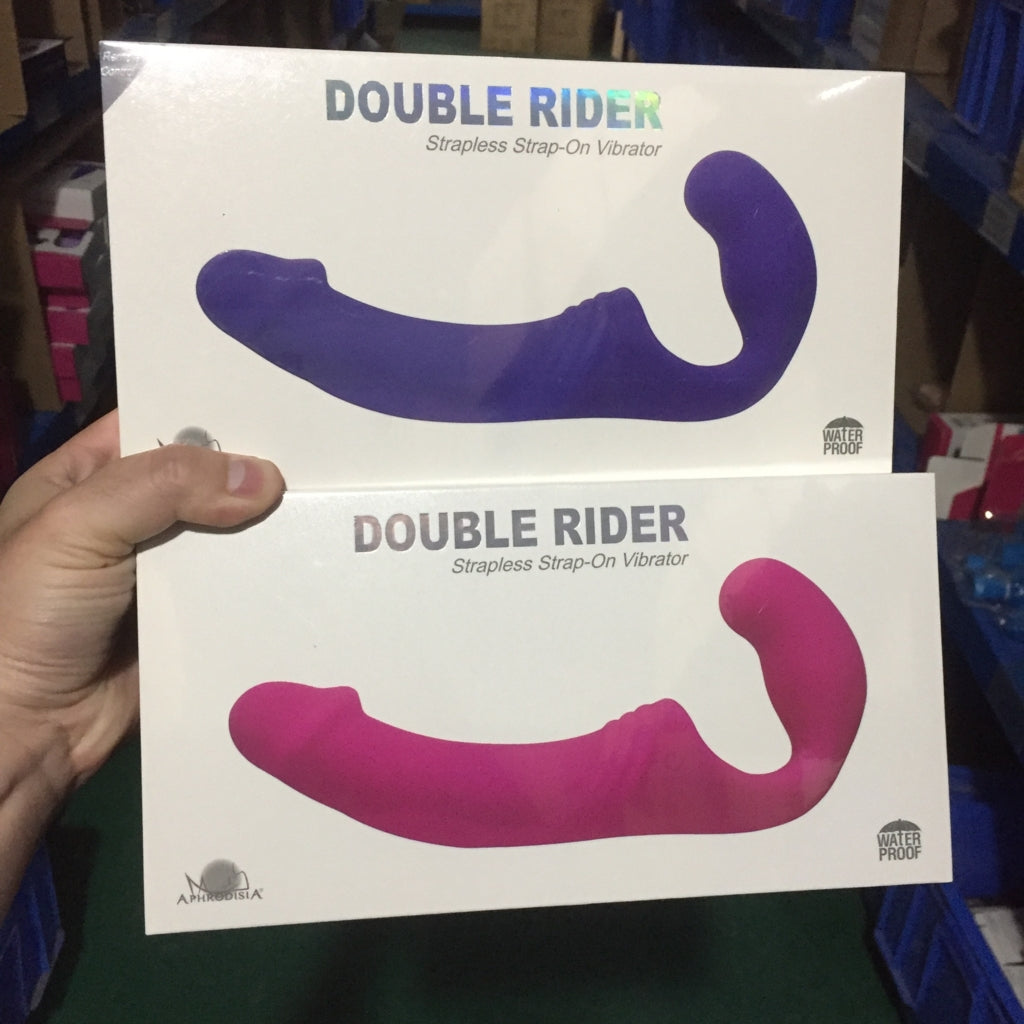 DOUBLE RIDER
Strapless Strap-On Vibrator
WATER
PROOF
DOUBLE RIDER
Strapless Strap-On Vibrator
WATER
PROOF
APHRODISIA